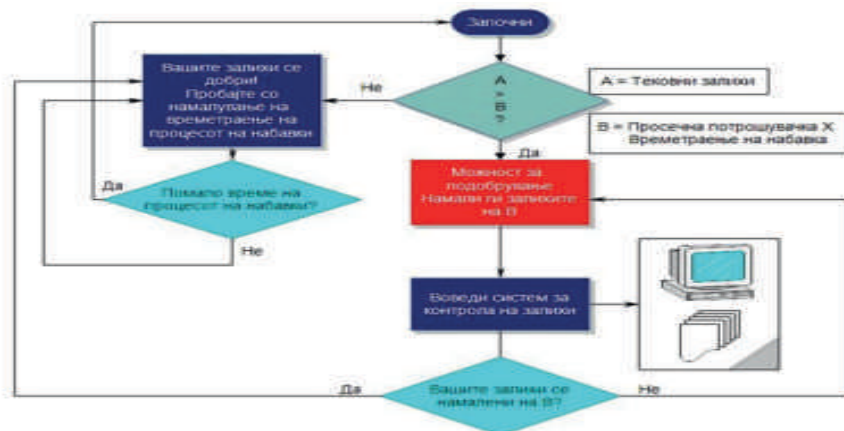 Започни
Вашите залихи се
добри!
Пробајте со
намалување на
времетраење на
процесот на набавки
Не
A
=
B
?
A = Тековни залихи
B = Просечна потрошувачка X
Времетраење на набавка
Да
Можност за
подобрување
Намали ги залихите
на B
Да
Помало време на
процесот на набавки?
Не
Воведи систем за
контрола на залихи
Да
Вашите залихи се
намалени на B?
Не